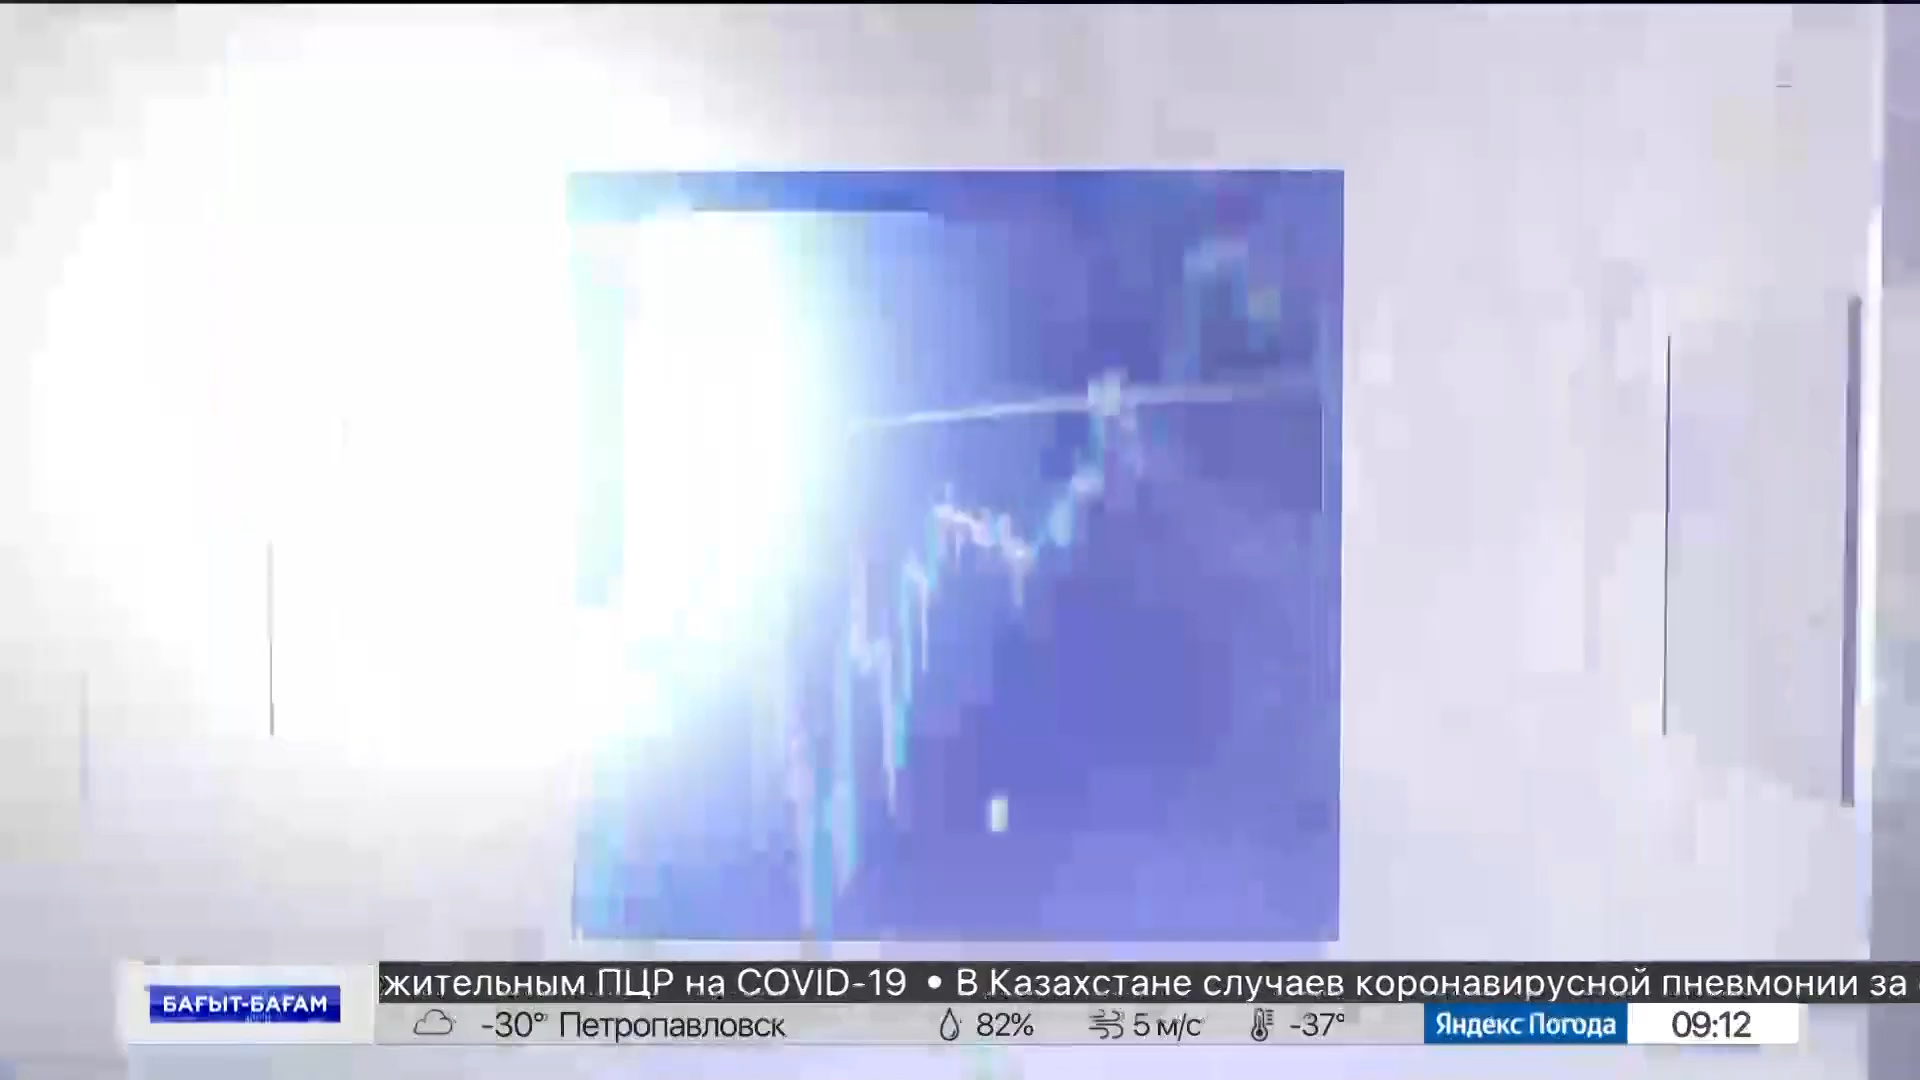 жительным ПЦР на COVID-19 • В Казахстане случаев коронавирусной пневмонии за
БАҒЫТ-БАҒАМ
-30° Петропавловск 82% 5 м/с -37° Яндекс Погода 09:12